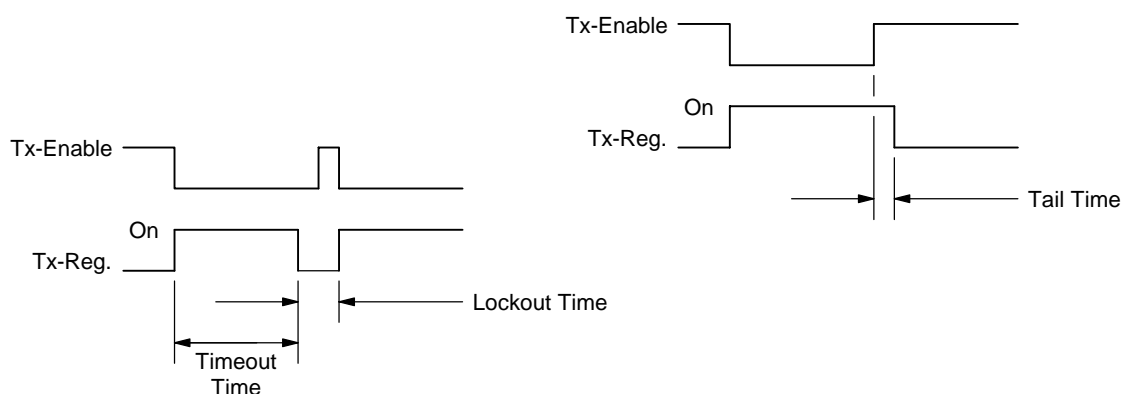 Tx-Enable
On
Tx-Reg.
Lockout Time
Timeout
Time
Tx-Enable
On
Tx-Reg.
Tail Time